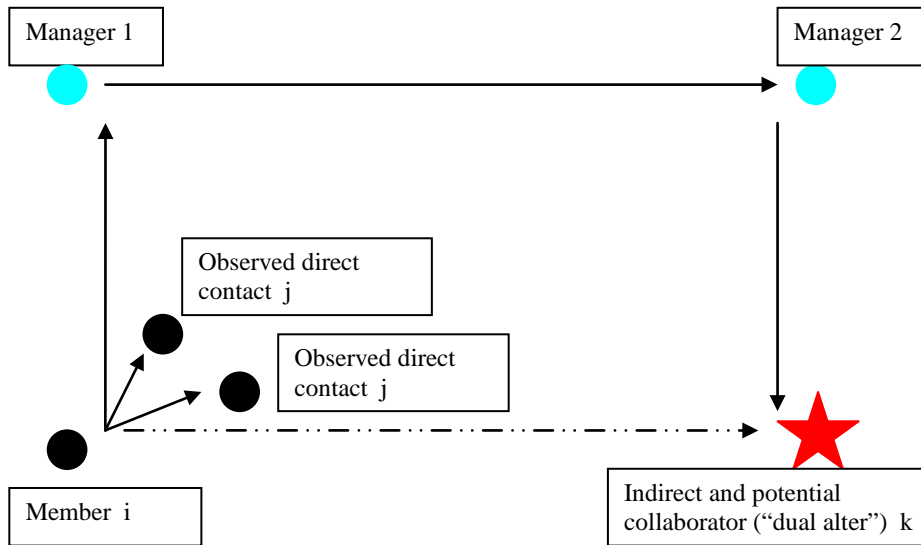 Manager 1
Manager 2
Observed direct
contact j
Observed direct
contact j
Member i
Indirect and potential
collaborator (“dual alter”) k